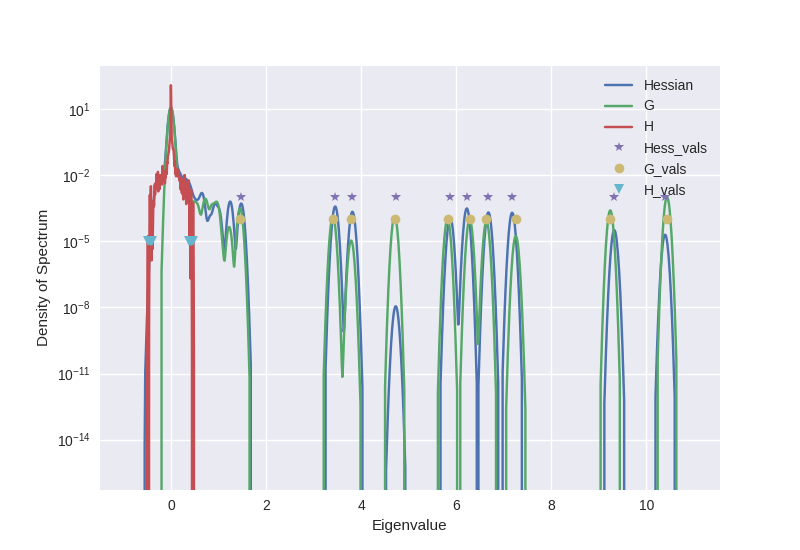 Hessian
G
H
Hess_vals
G_vals
H_vals
10^1
10^-2
10^-5
10^-8
10^-11
10^-14
Density of Spectrum
0 2 4 6 8 10
Eigenvalue